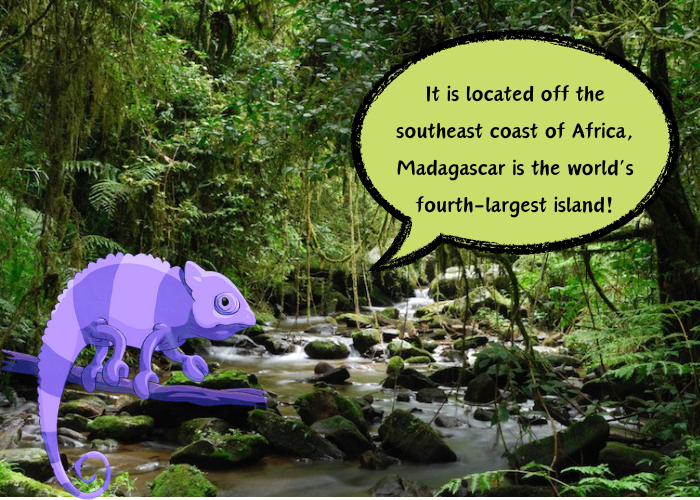 It is located off the
southeast coast of Africa,
Madagascar is the world's
fourth-largest island!